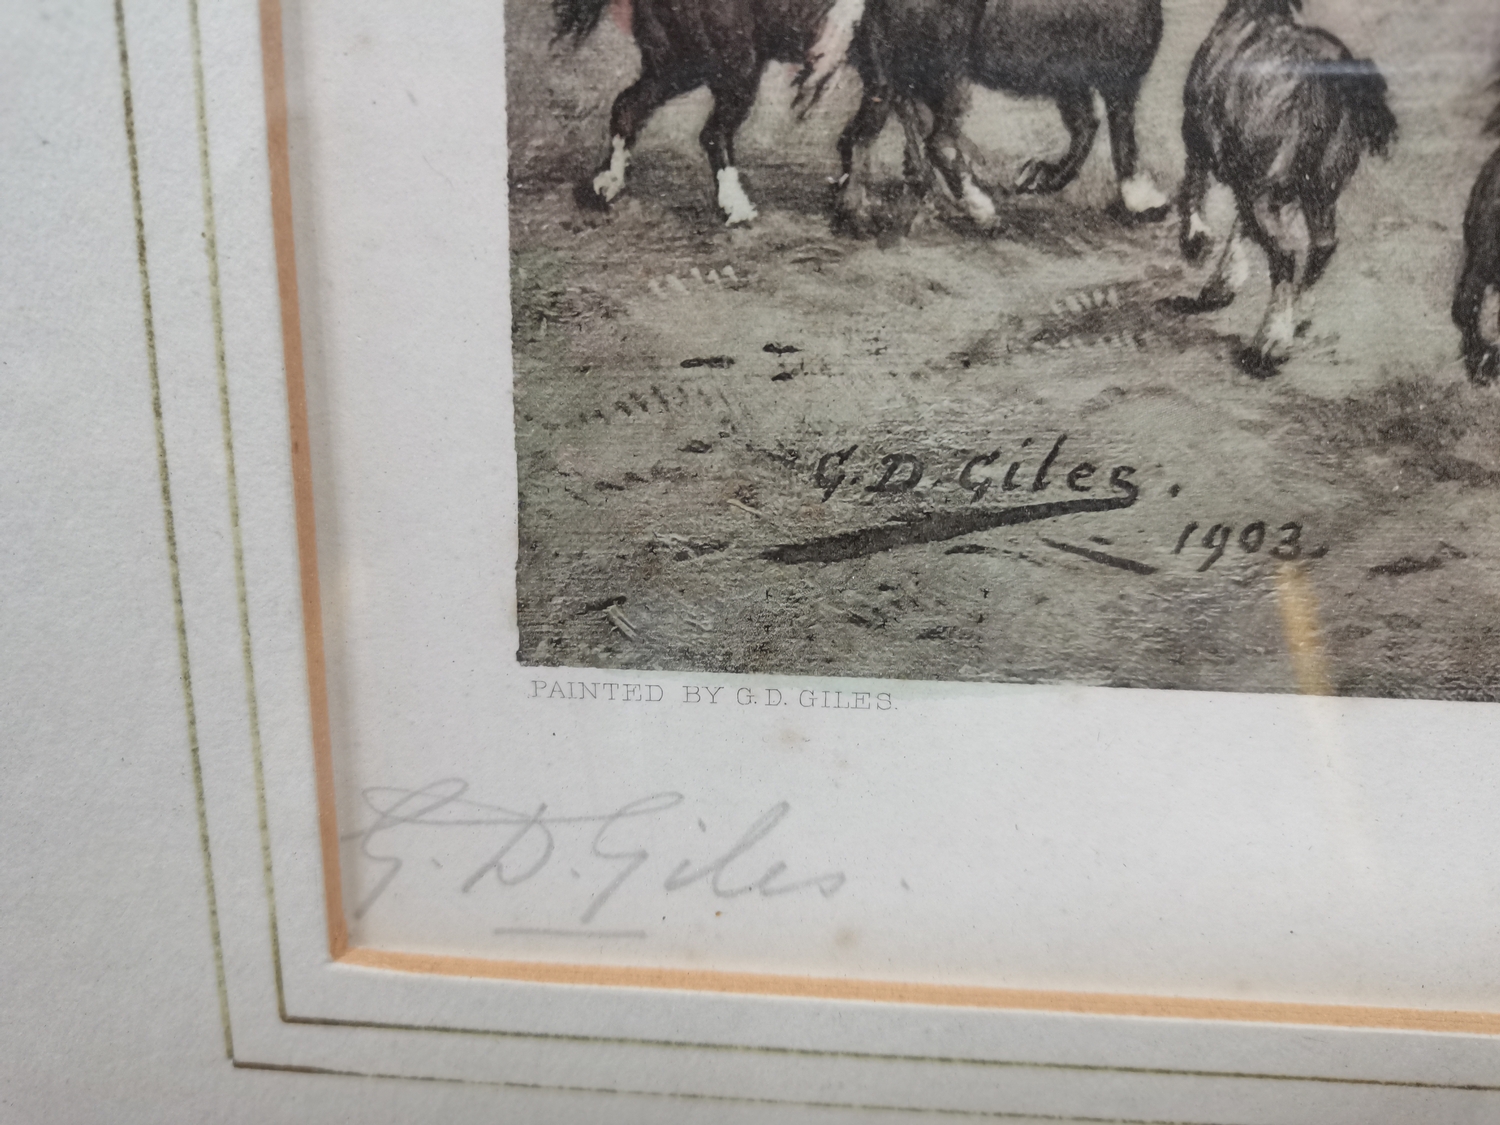 G. D. Giles.
1903.
PAINTED BY G. D. GILES.
G. D. Giles.